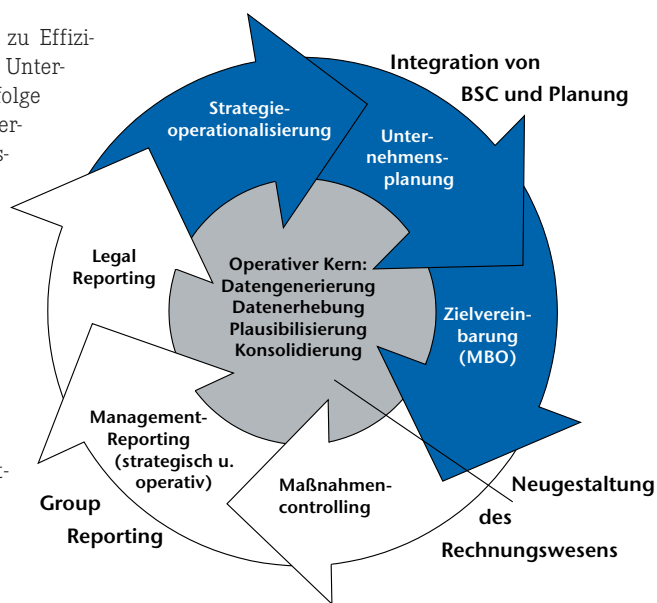 zu Effizi-
Unter-
folge
er-
s-
t-
Integration von
BSC und Planung
Strategie-
operationalisierung
Unter-
nehmens-
planung
Legal
Reporting
Operativer Kern:
Datengenerierung
Datenerhebung
Plausibilisierung
Konsolidierung
Zielverein-
barung
(MBO)
Management-
Reporting
(strategisch u.
operativ)
Maßnahmen-
controlling
Group
Reporting
Neugestaltung
des
Rechnungswesens